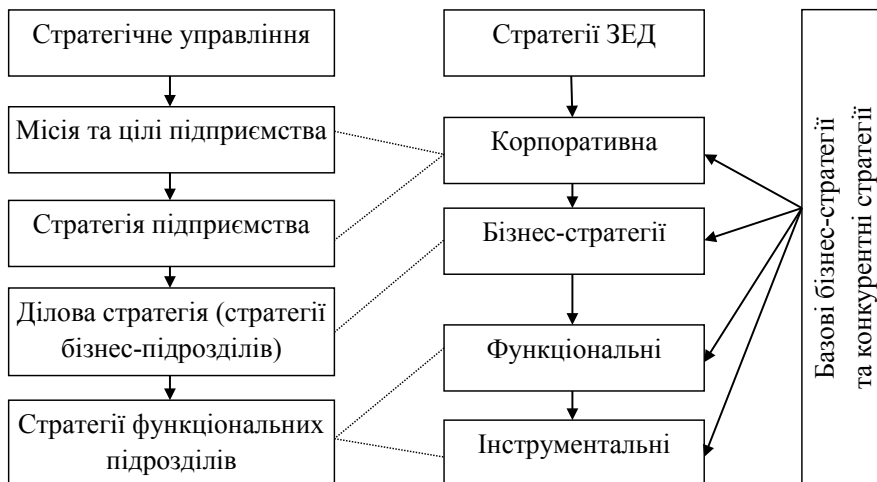 Стратегічне управління
Місія та цілі підприємства
Стратегія підприємства
Ділова стратегія (стратегії
бізнес-підрозділів)
Стратегії функціональних
підрозділів
Стратегії ЗЕД
Корпоративна
Бізнес-стратегії
Функціональні
Інструментальні
Базові бізнес-стратегії
та конкурентні стратегії